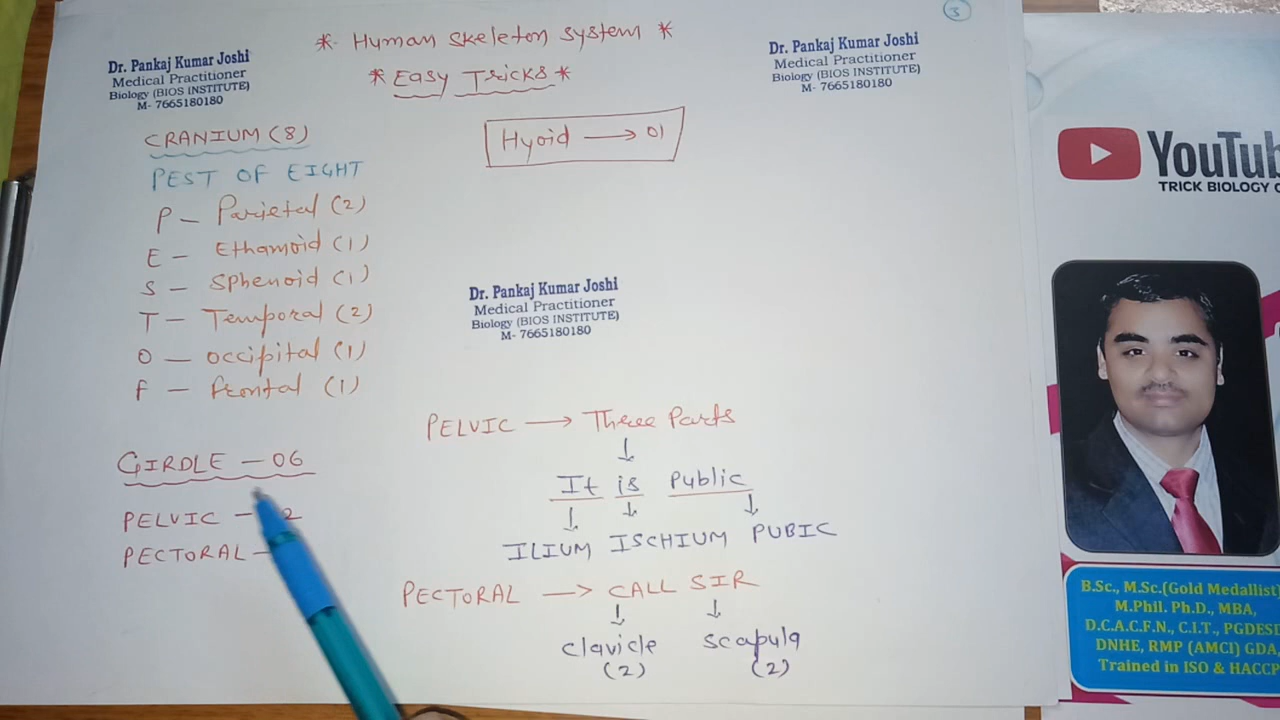 3
* Human skeleton system *
* Easy Tricks *
Dr. Pankaj Kumar Joshi
Medical Practitioner
Biology (BIOS INSTITUTE)
M- 7665180180
Dr. Pankaj Kumar Joshi
Medical Practitioner
Biology (BIOS INSTITUTE)
M- 7665180180
CRANIUM (8)
PEST OF EIGHT
P – Parietal (2)
E – Ethamoid (1)
S – Sphenoid (1)
T – Temporal (2)
O – occipital (1)
F – frontal (1)
Hyoid → 01
Dr. Pankaj Kumar Joshi
Medical Practitioner
Biology (BIOS INSTITUTE)
M- 7665180180
GIRDLE – 06
PELVIC – 2
PECTORAL –
PELVIC → Three Parts
↓
It is Public
↓ ↓ ↓
ILIUM ISCHIUM PUBIC
PECTORAL → CALL SIR
↓ ↓
Clavicle Scapula
(2) (2)
YouTub
TRICK BIOLOGY
B.Sc., M.Sc.(Gold Medallist)
M.Phil. Ph.D., MBA,
D.C.A.C.F.N., C.I.T., PGDESD
DNHE, RMP (AMCI) GDA,
Trained in ISO & HACCP